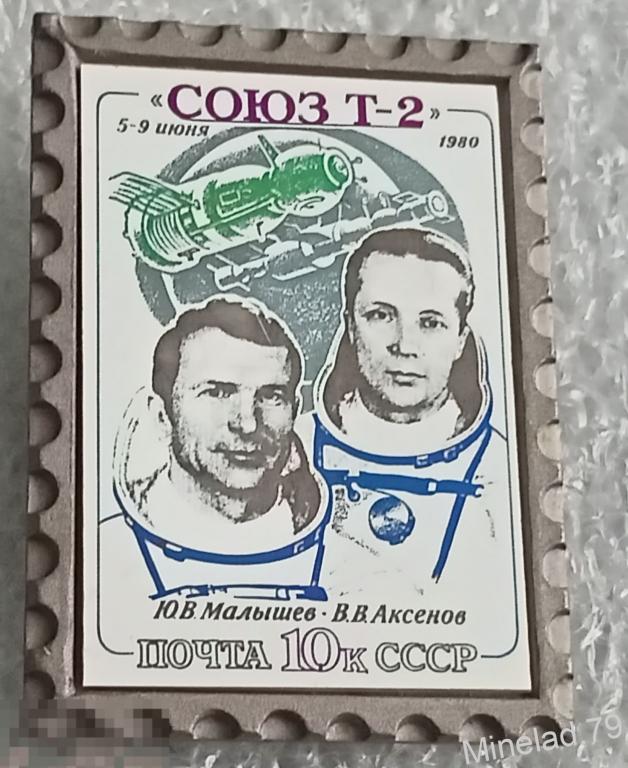 «СОЮЗ Т-2»
5-9 июня 1980
Ю.В.Малышев · В.В.Аксенов
ПОЧТА 10К СССР
Minelad 79